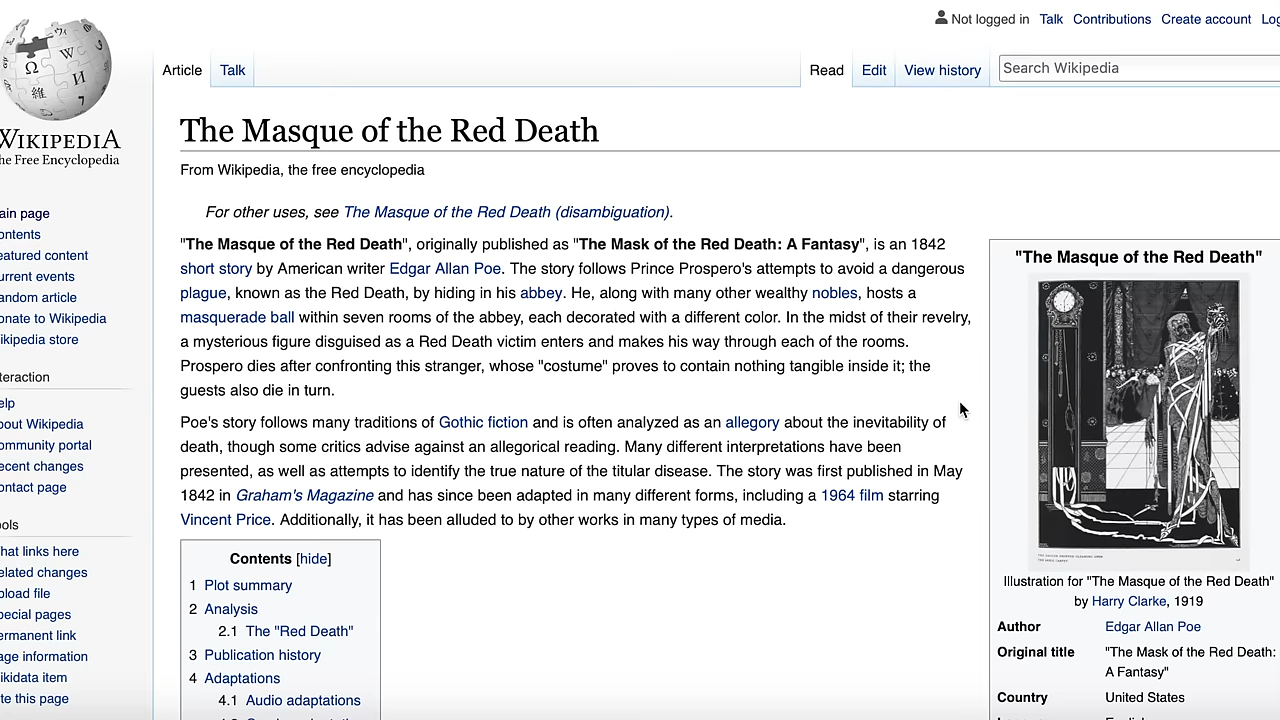 Not logged in Talk Contributions Create account Log
Article Talk Read Edit View history Search Wikipedia
WIKIPEDIA
The Free Encyclopedia
ain page
ontents
eatured content
urrent events
andom article
onate to Wikipedia
ikipedia store
teraction
elp
bout Wikipedia
ommunity portal
ecent changes
ontact page
ols
hat links here
elated changes
pload file
pecial pages
ermanent link
age information
ikidata item
te this page
The Masque of the Red Death
From Wikipedia, the free encyclopedia
For other uses, see The Masque of the Red Death (disambiguation).
"The Masque of the Red Death", originally published as "The Mask of the Red Death: A Fantasy", is an 1842
short story by American writer Edgar Allan Poe. The story follows Prince Prospero's attempts to avoid a dangerous
plague, known as the Red Death, by hiding in his abbey. He, along with many other wealthy nobles, hosts a
masquerade ball within seven rooms of the abbey, each decorated with a different color. In the midst of their revelry,
a mysterious figure disguised as a Red Death victim enters and makes his way through each of the rooms.
Prospero dies after confronting this stranger, whose "costume" proves to contain nothing tangible inside it; the
guests also die in turn.
Poe's story follows many traditions of Gothic fiction and is often analyzed as an allegory about the inevitability of
death, though some critics advise against an allegorical reading. Many different interpretations have been
presented, as well as attempts to identify the true nature of the titular disease. The story was first published in May
1842 in Graham's Magazine and has since been adapted in many different forms, including a 1964 film starring
Vincent Price. Additionally, it has been alluded to by other works in many types of media.
Contents [hide]
1 Plot summary
2 Analysis
2.1 The "Red Death"
3 Publication history
4 Adaptations
4.1 Audio adaptations
"The Masque of the Red Death"
Illustration for "The Masque of the Red Death"
by Harry Clarke, 1919
Author Edgar Allan Poe
Original title "The Mask of the Red Death:
A Fantasy"
Country United States